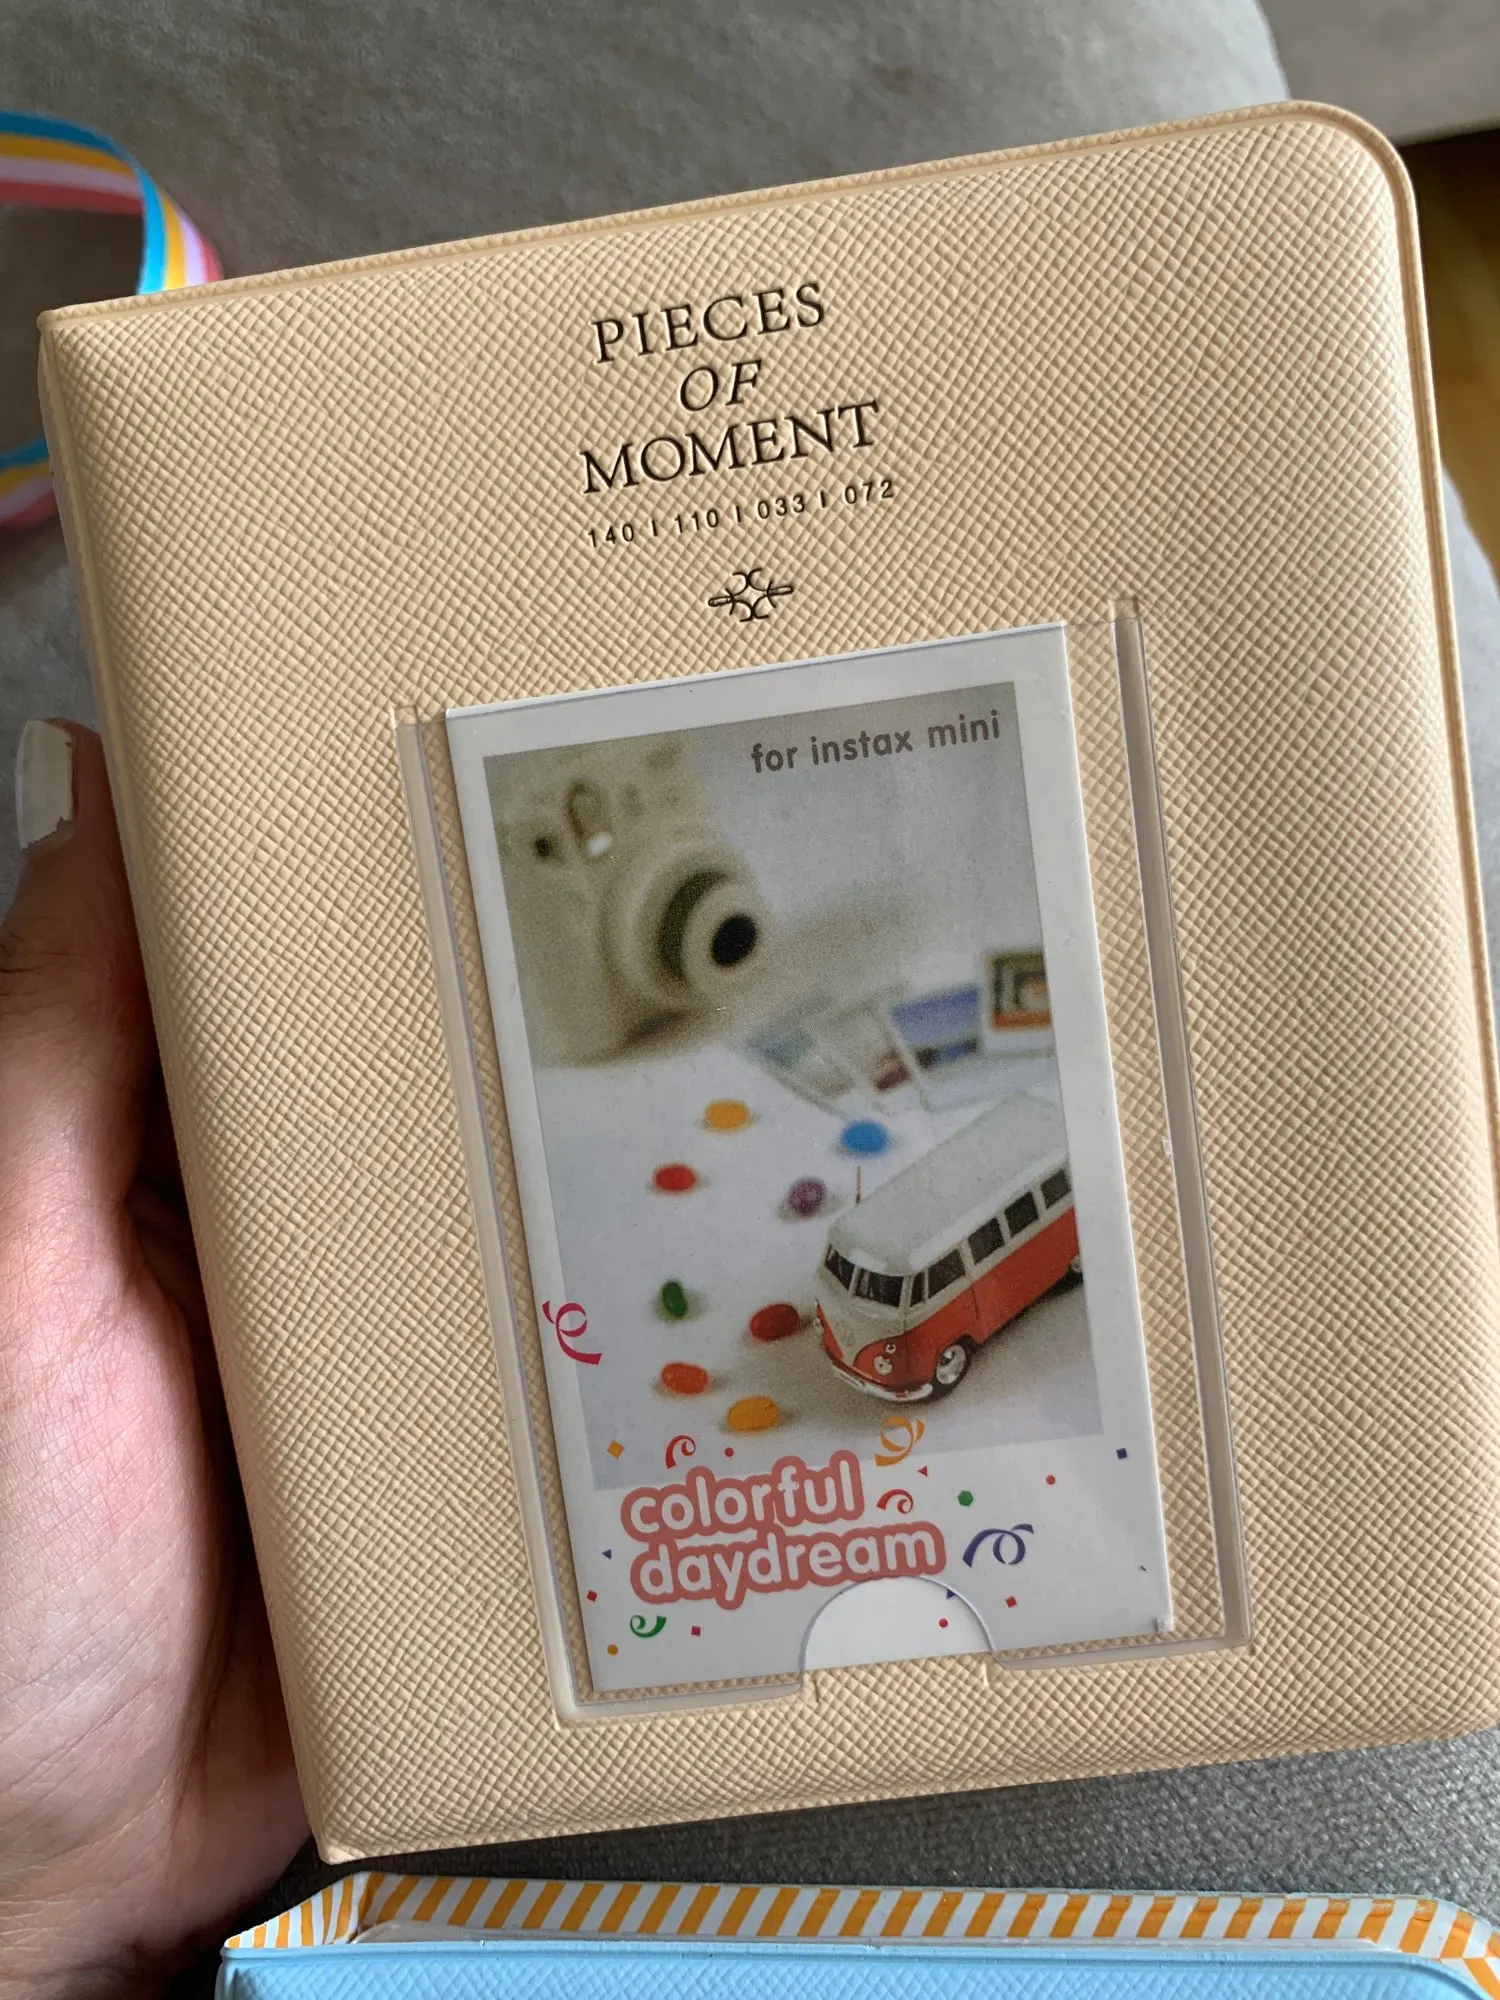 PIECES
OF
MOMENT
140 | 110 | 033 | 072
for instax mini
colorful
daydream